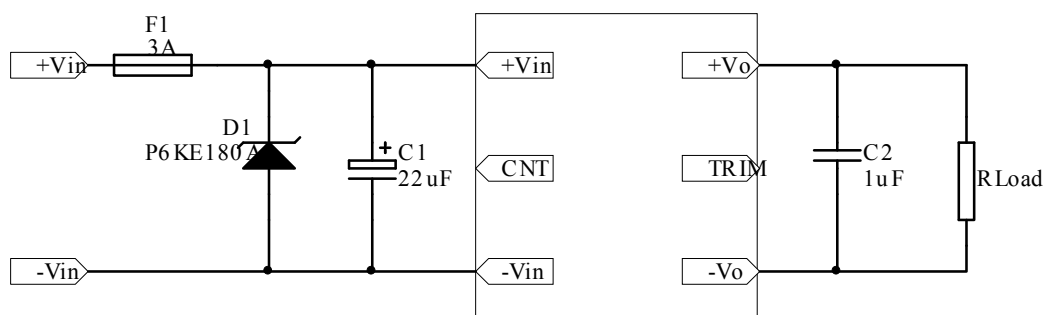 F1
3A
+Vin
+Vin
+Vo
D1
P6KE180A
+
C1
22uF
CNT
TRIM
C2
1uF
RLoad
-Vin
-Vin
-Vo